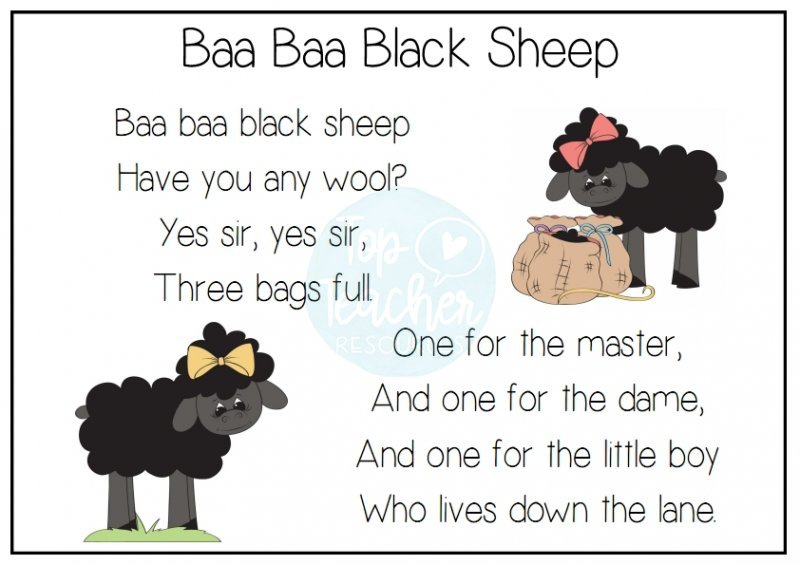 Baa Baa Black Sheep
Baa baa black sheep
Have you any wool?
Yes sir, yes sir,
Three bags full.
Top
Teacher
RESOURCES
One for the master,
And one for the dame,
And one for the little boy
Who lives down the lane.